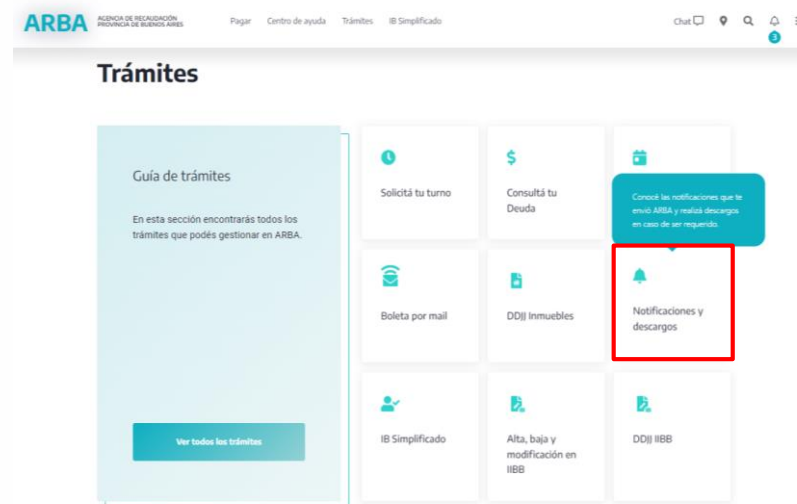 ARBA
AGENCIA DE RECAUDACIÓN
PROVINCIA DE BUENOS AIRES
Pagar
Centro de ayuda
Trámites
IB Simplificado
Chat
3
Trámites
Guía de trámites
En esta sección encontrarás todos los
trámites que podés gestionar en ARBA.
Ver todos los trámites
Solicitá tu turno
Consultá tu
Deuda
Conocé las notificaciones que te
envió ARBA y realizá descargos
en caso de ser requerido.
Boleta por mail
DDJJ Inmuebles
Notificaciones y
descargos
IB Simplificado
Alta, baja y
modificación en
IIBB
DDJJ IIBB